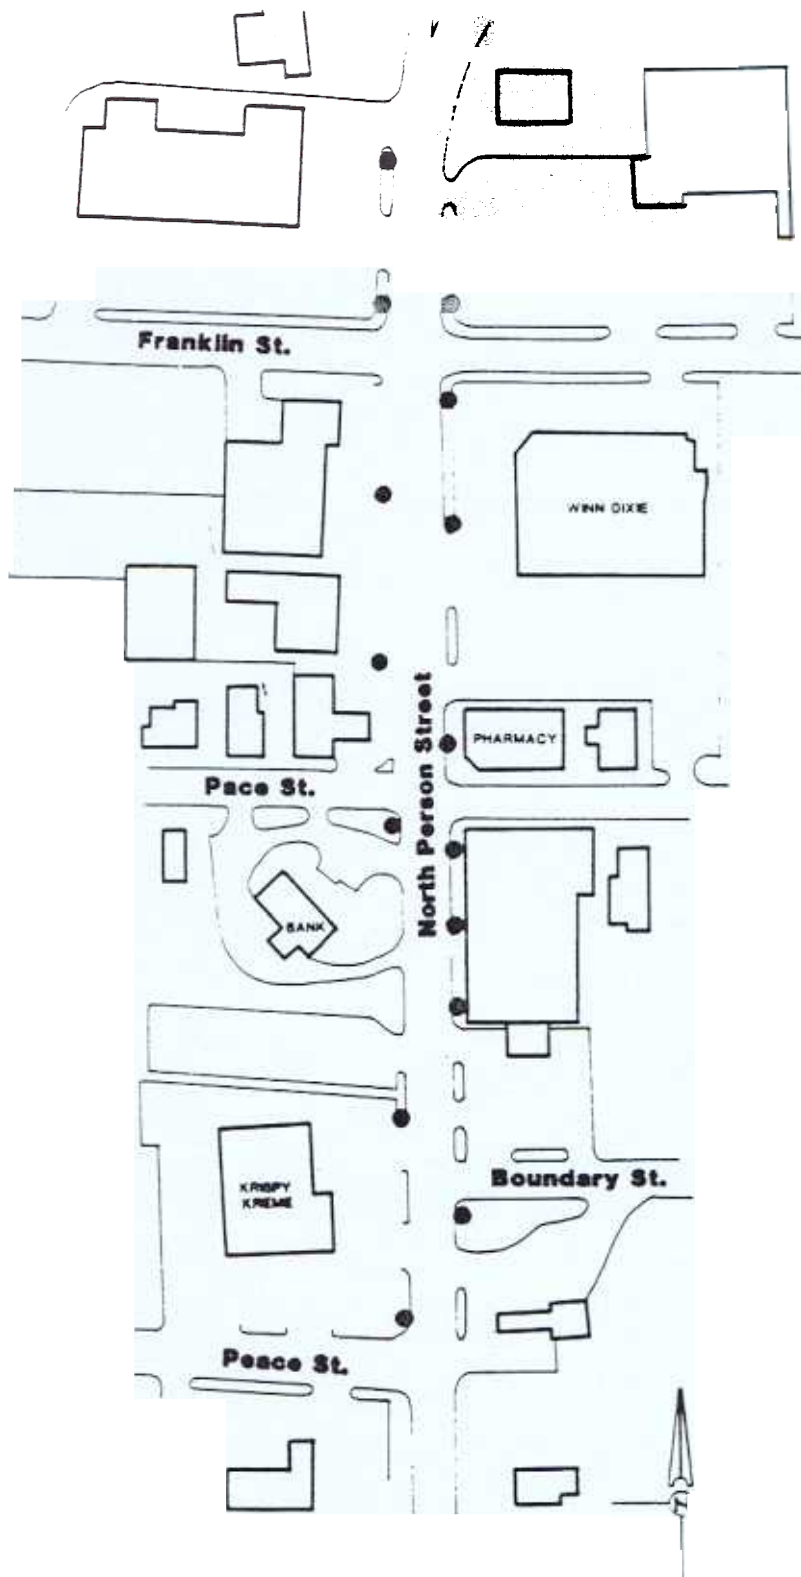 Franklin St.
WINN DIXIE
North Person Street
PHARMACY
Pace St.
BANK
Boundary St.
KRISPY
KREME
Peace St.